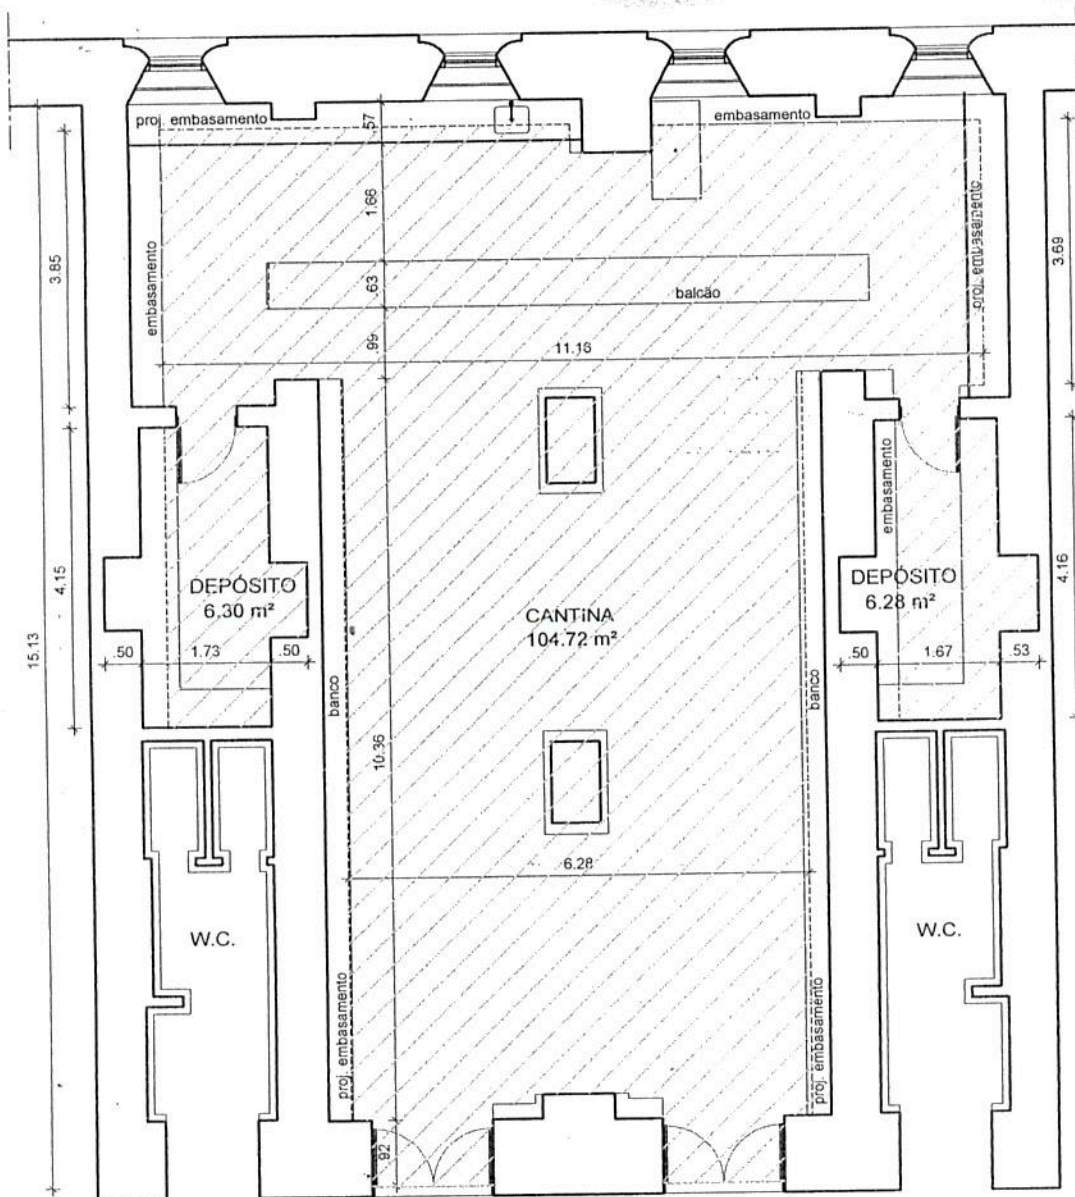 proj. embasamento
embasamento
.57
1.66
3.85
embasamento
proj. embasamento
3.69
.63
balcão
.99
11.16
embasamento
DEPÓSITO
6.30 m²
DEPÓSITO
6.28 m²
4.15
4.16
CANTINA
104.72 m²
15.13
.50
1.73
.50
.50
1.67
.53
banco
banco
10.36
6.28
W.C.
W.C.
proj. embasamento
proj. embasamento
.92